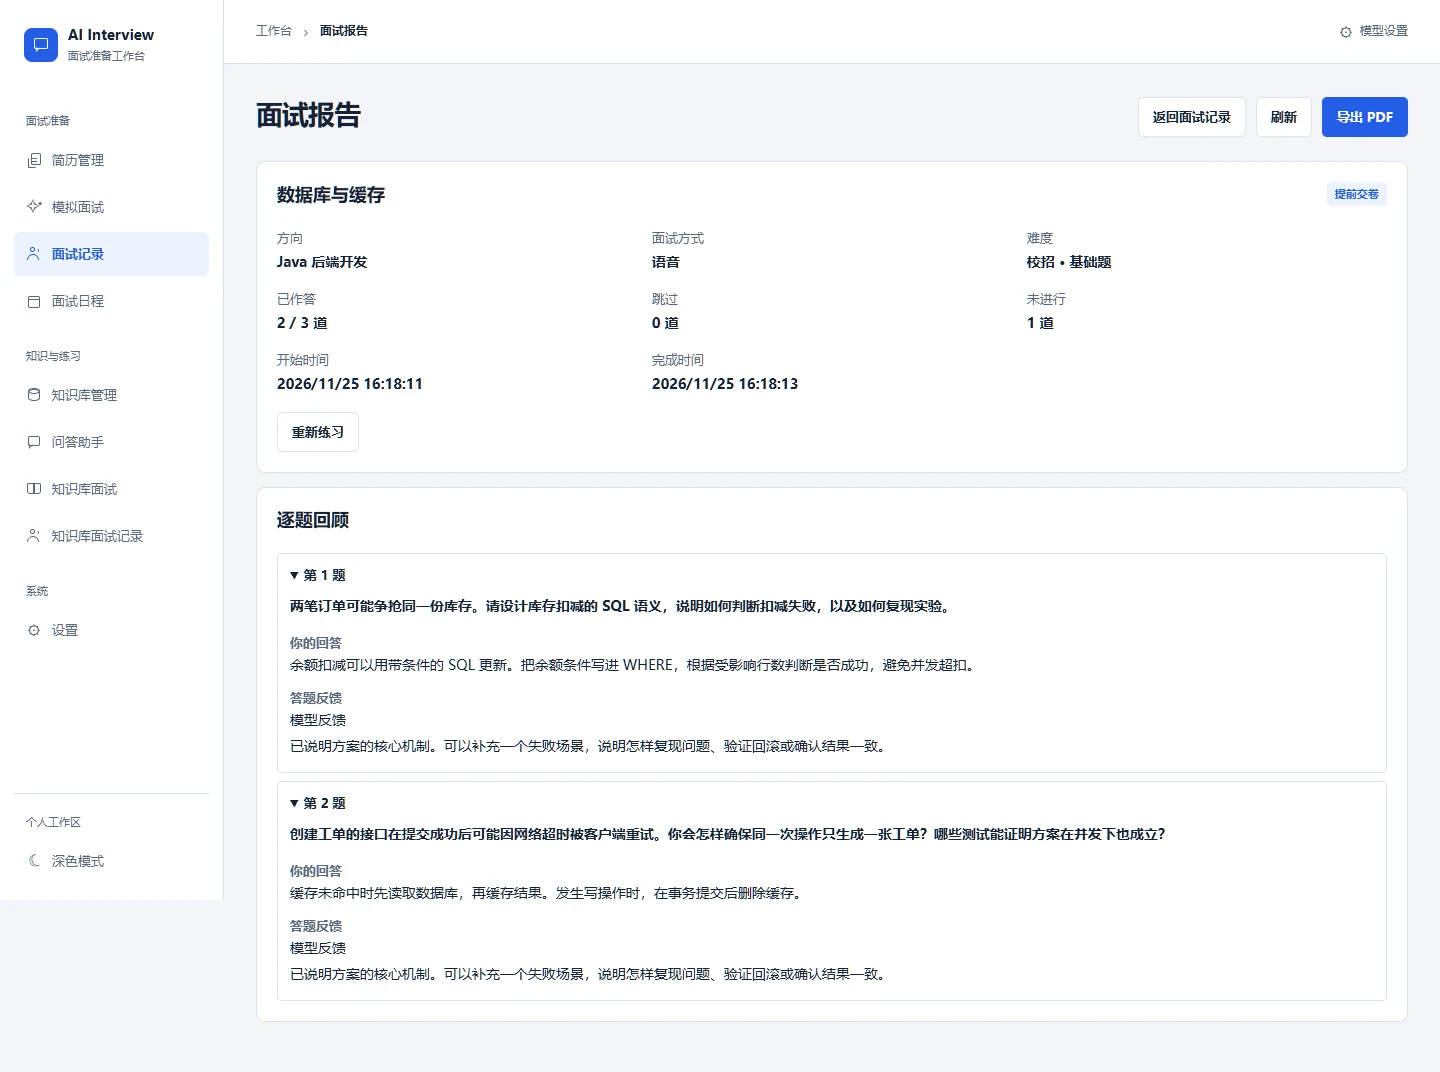 AI Interview
面试准备工作台
面试准备
简历管理
模拟面试
面试记录
面试日程
知识与练习
知识库管理
问答助手
知识库面试
知识库面试记录
系统
设置
个人工作区
深色模式
工作台 › 面试报告
模型设置
面试报告
返回面试记录 刷新 导出 PDF
数据库与缓存 提前交卷
方向 面试方式 难度
Java 后端开发 语音 校招 • 基础题
已作答 跳过 未进行
2 / 3 道 0 道 1 道
开始时间 完成时间
2026/11/25 16:18:11 2026/11/25 16:18:13
重新练习
逐题回顾
▼ 第 1 题
两笔订单可能争抢同一份库存。请设计库存扣减的 SQL 语义，说明如何判断扣减失败，以及如何复现实验。
你的回答
余额扣减可以用带条件的 SQL 更新。把余额条件写进 WHERE，根据受影响行数判断是否成功，避免并发超扣。
答题反馈
模型反馈
已说明方案的核心机制。可以补充一个失败场景，说明怎样复现问题、验证回滚或确认结果一致。
▼ 第 2 题
创建工单的接口在提交成功后可能因网络超时被客户端重试。你会怎样确保同一次操作只生成一张工单？哪些测试能证明方案在并发下也成立？
你的回答
缓存未命中时先读取数据库，再缓存结果。发生写操作时，在事务提交后删除缓存。
答题反馈
模型反馈
已说明方案的核心机制。可以补充一个失败场景，说明怎样复现问题、验证回滚或确认结果一致。